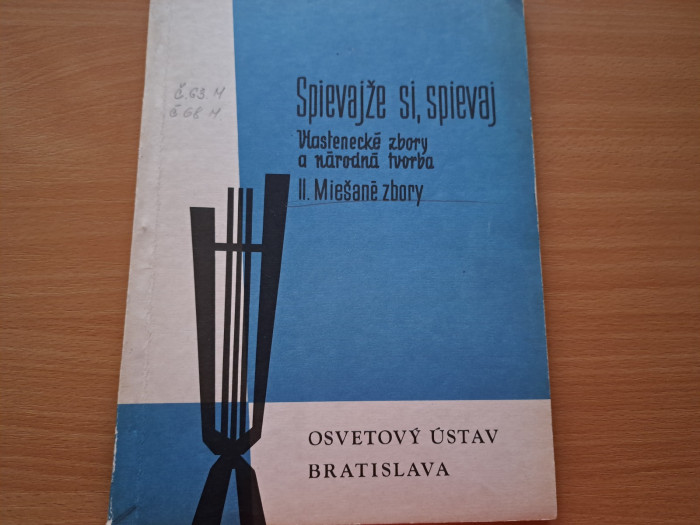 č. 63 M
č 68 M
Spievajže si, spievaj
Vlastenecké zbory
a národná tvorba
II. Miešané zbory
OSVETOVÝ ÚSTAV
BRATISLAVA